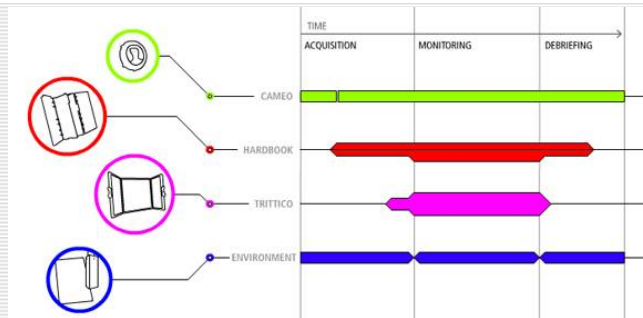 TIME
ACQUISITION MONITORING DEBRIEFING
CAMEO
HARDBOOK
TRITTICO
ENVIRONMENT